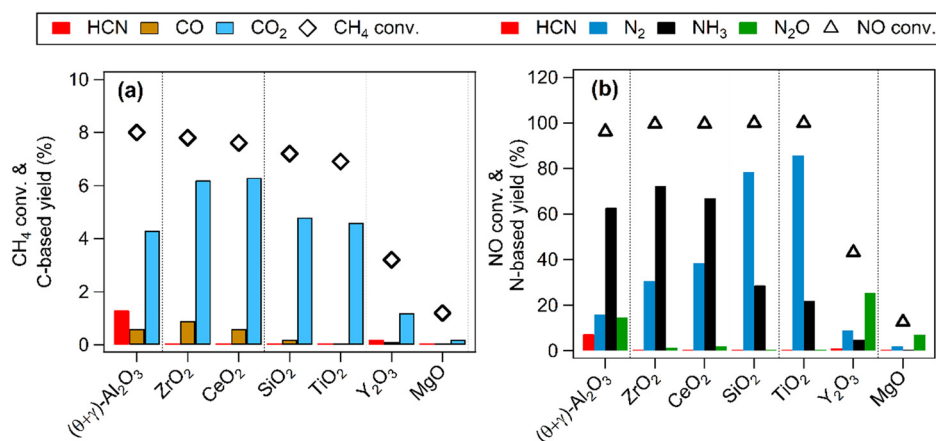 HCN CO CO₂ CH₄ conv. HCN N₂ NH₃ N₂O NO conv.
(a)
CH₄ conv. &
C-based yield (%)
10
8
6
4
2
0
(θ+γ)-Al₂O₃ ZrO₂ CeO₂ SiO₂ TiO₂ Y₂O₃ MgO
(b)
NO conv. &
N-based yield (%)
120
100
80
60
40
20
0
(θ+γ)-Al₂O₃ ZrO₂ CeO₂ SiO₂ TiO₂ Y₂O₃ MgO